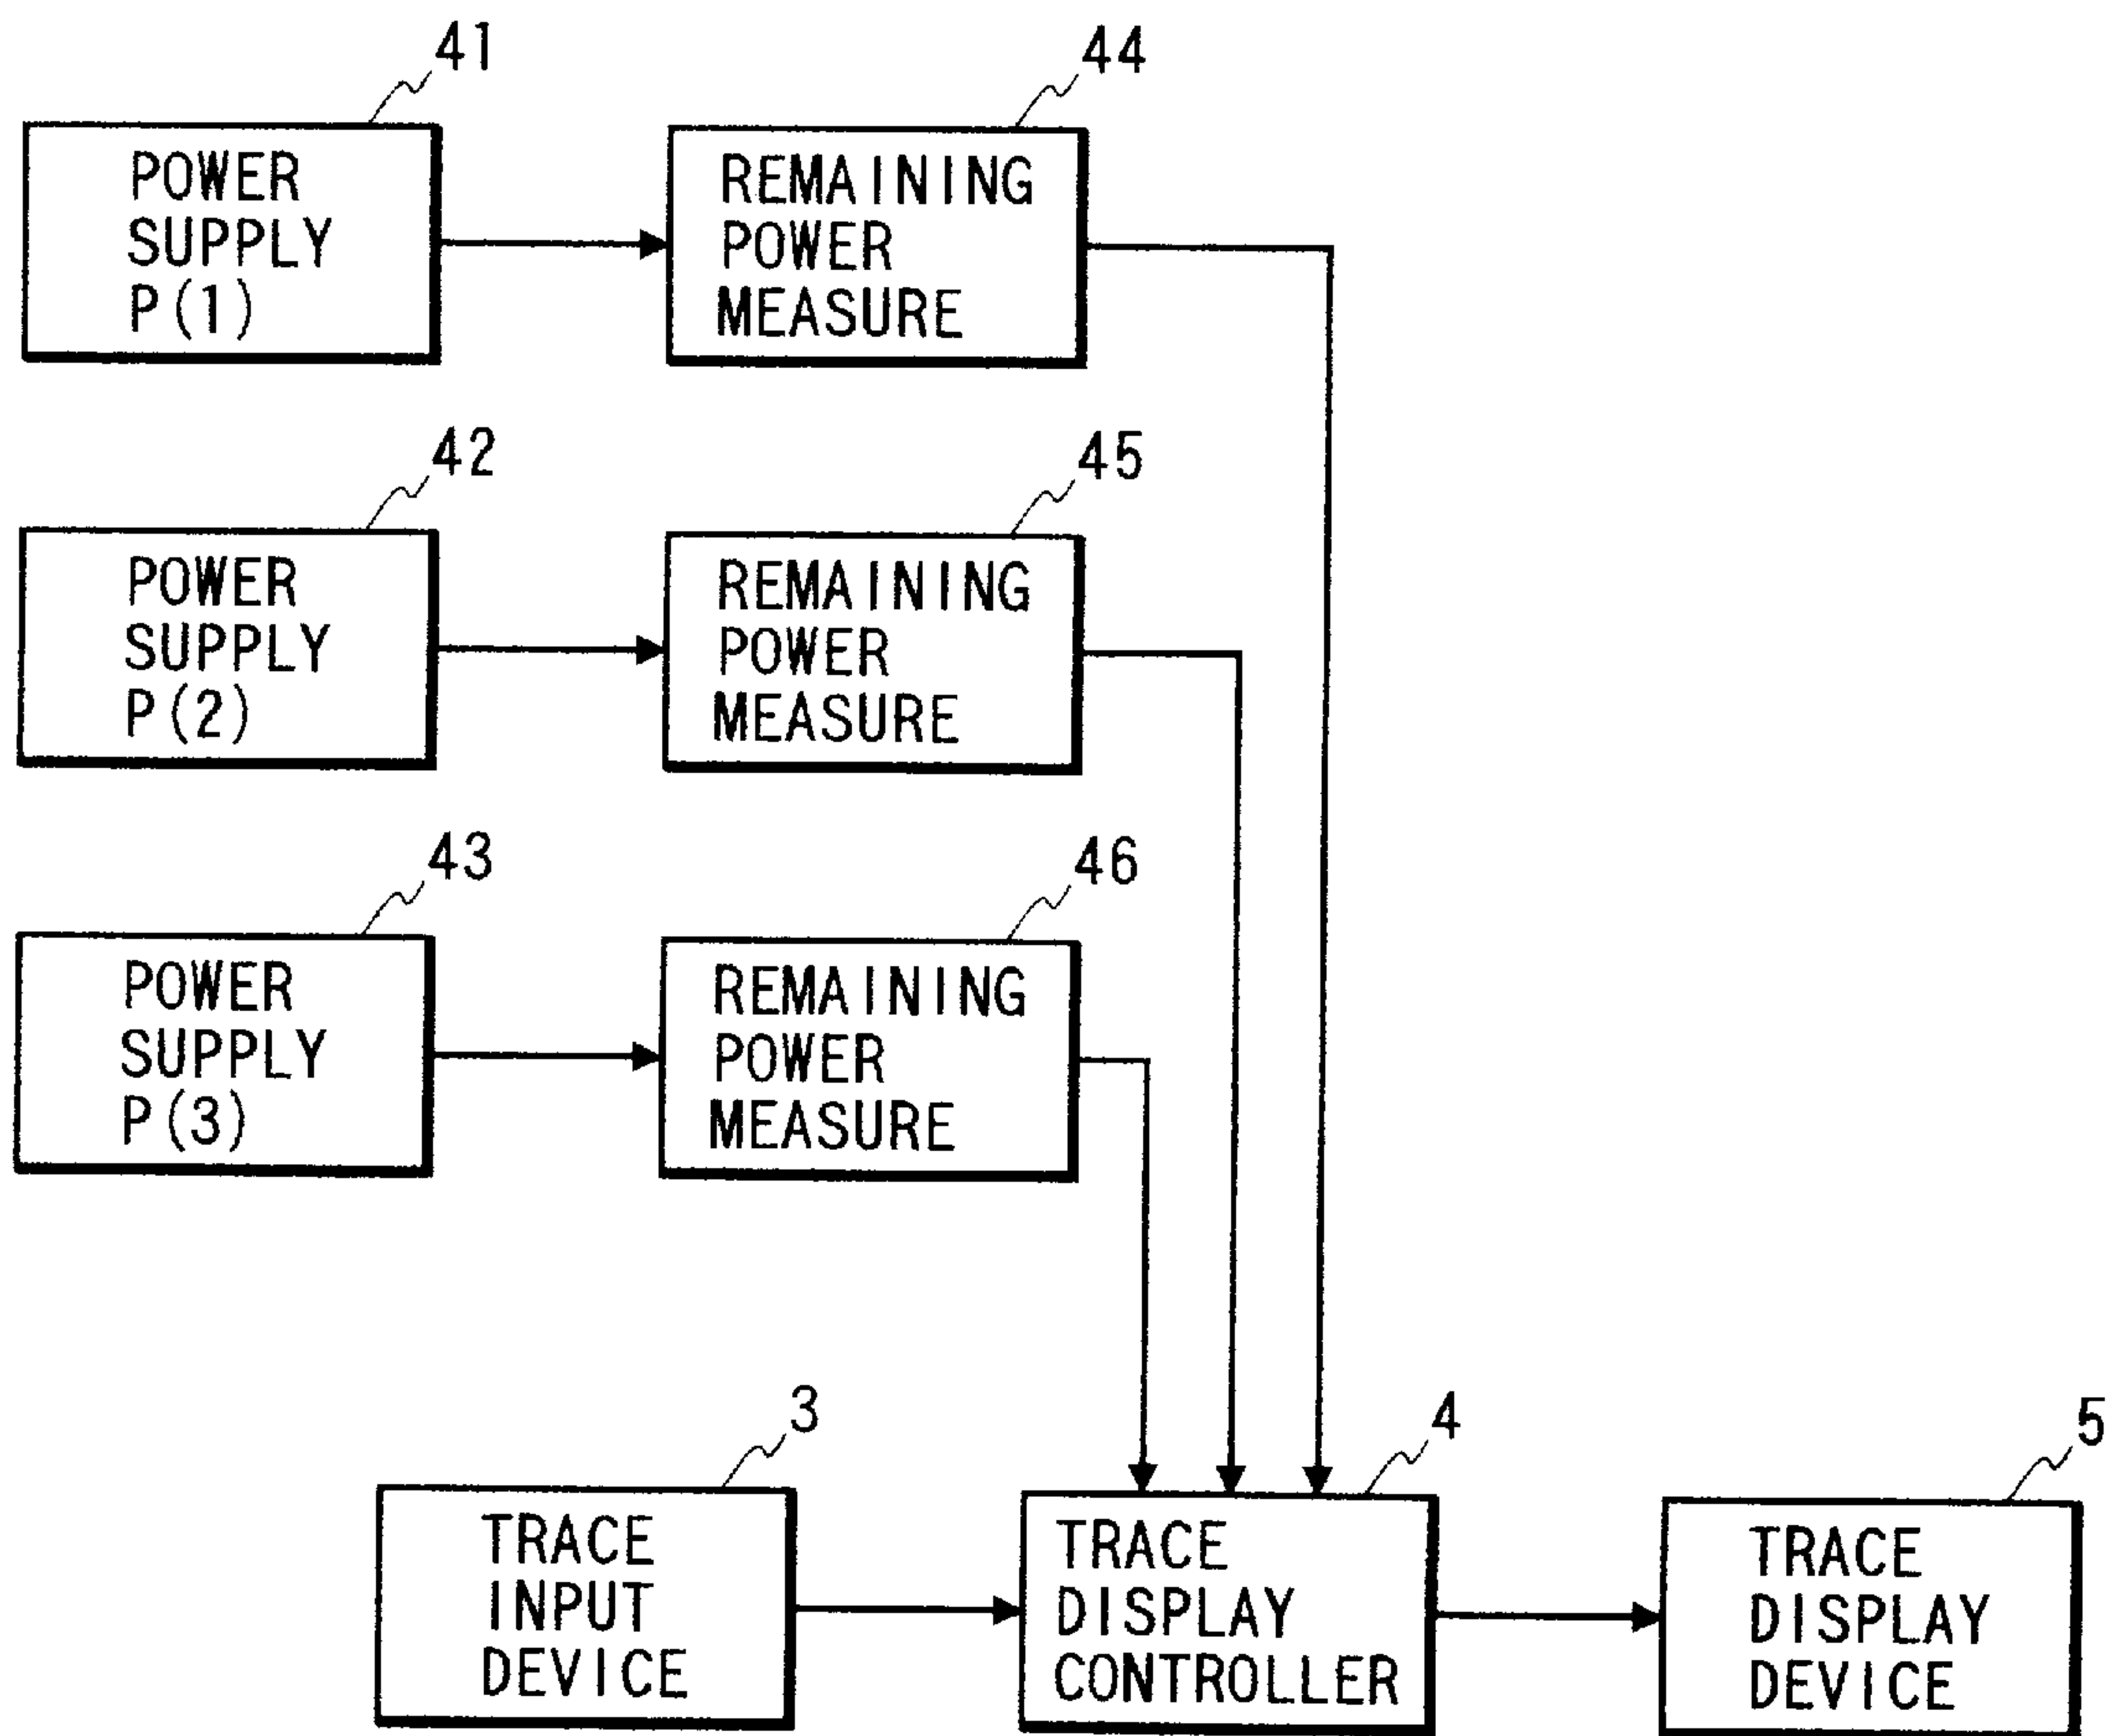 41
POWER
SUPPLY
P(1)
44
REMAINING
POWER
MEASURE
42
POWER
SUPPLY
P(2)
45
REMAINING
POWER
MEASURE
43
POWER
SUPPLY
P(3)
46
REMAINING
POWER
MEASURE
3
TRACE
INPUT
DEVICE
4
TRACE
DISPLAY
CONTROLLER
5
TRACE
DISPLAY
DEVICE